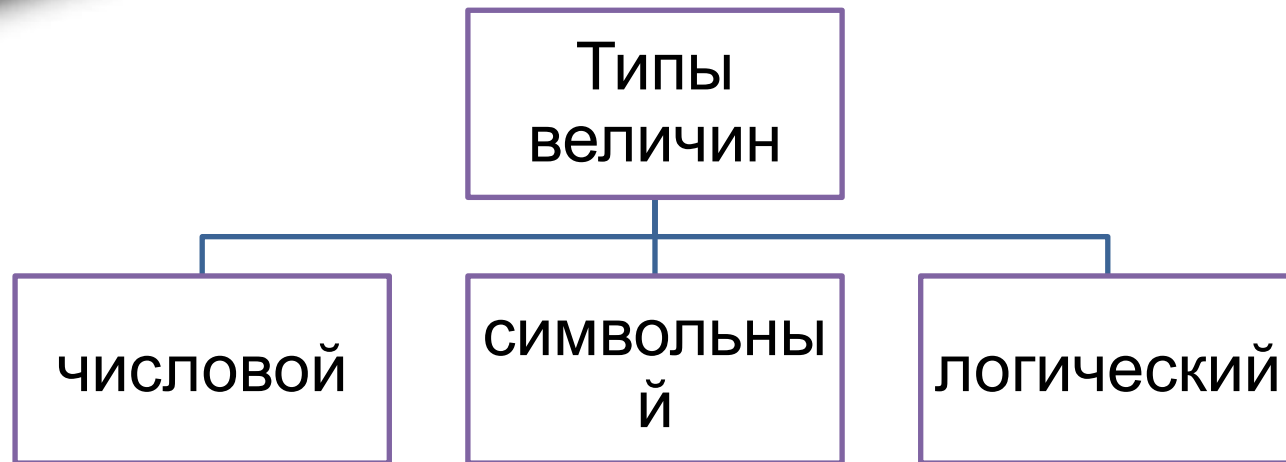 Типы
величин
числовой
символьны
й
логический